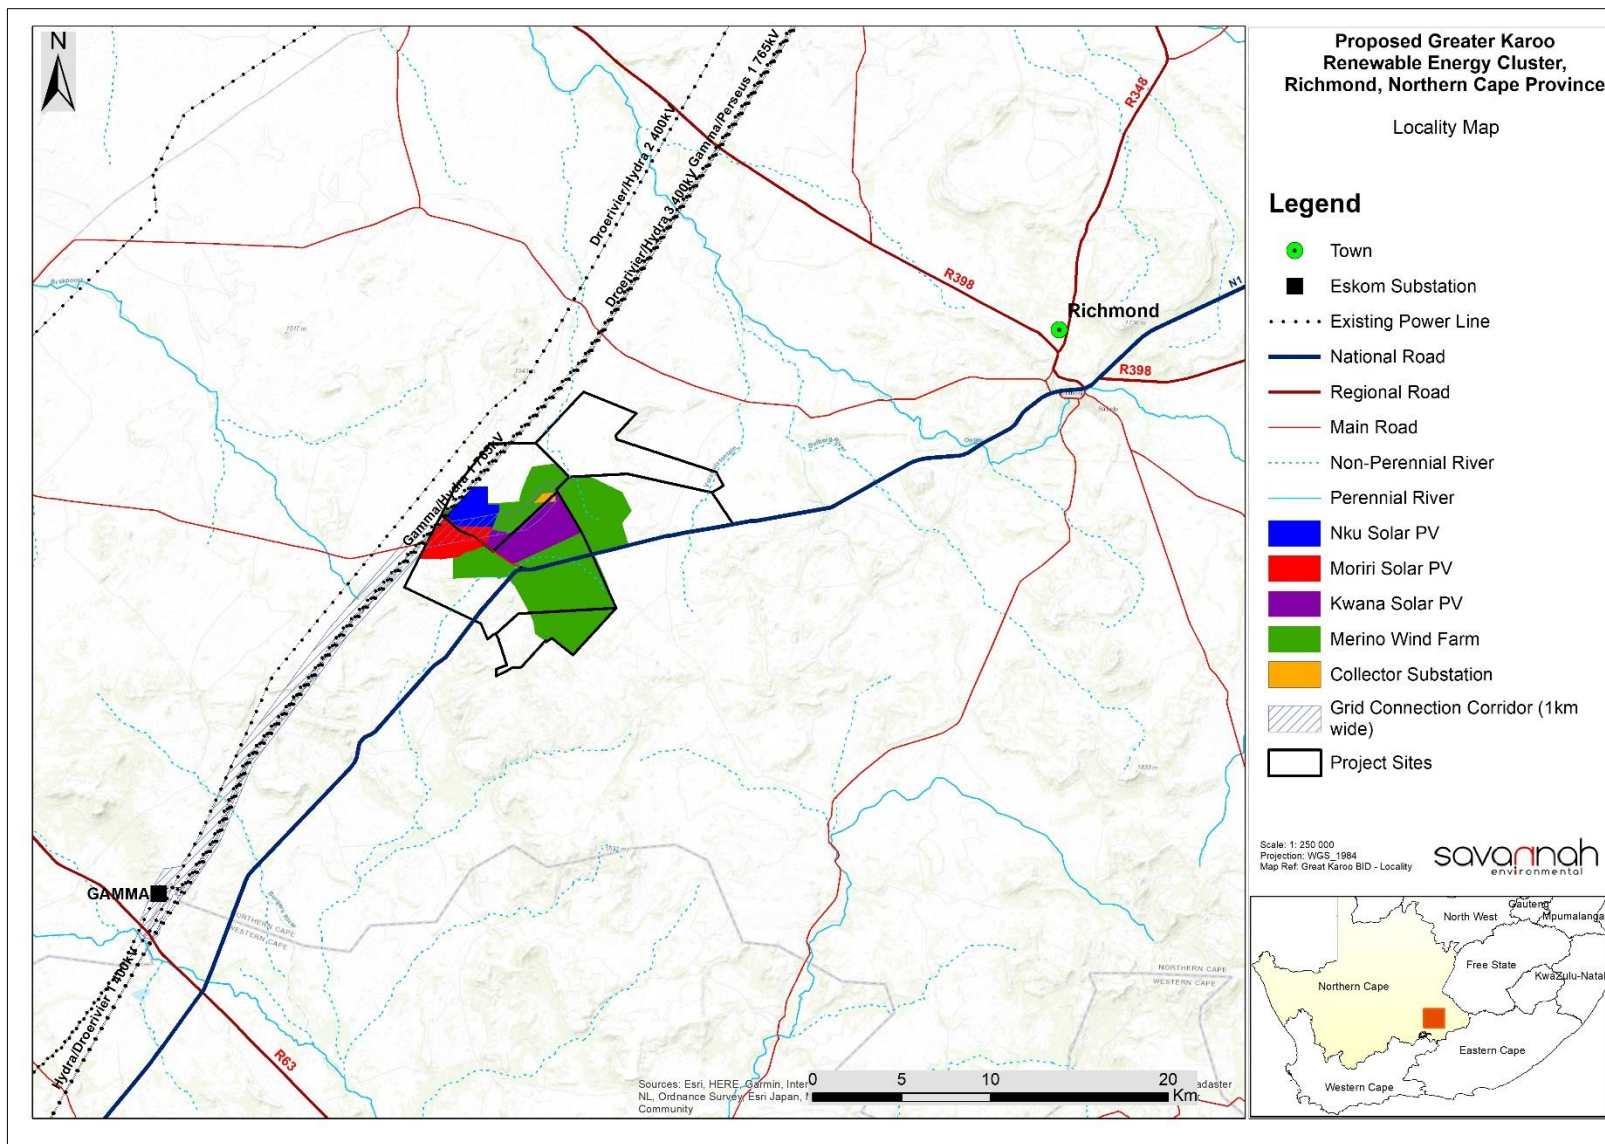 Proposed Greater Karoo
Renewable Energy Cluster,
Richmond, Northern Cape Province
Locality Map
Legend
Town
Eskom Substation
Existing Power Line
National Road
Regional Road
Main Road
Non-Perennial River
Perennial River
Nku Solar PV
Moriri Solar PV
Kwana Solar PV
Merino Wind Farm
Collector Substation
Grid Connection Corridor (1km
wide)
Project Sites
Scale: 1: 250 000
Projection: WGS_1984
Map Ref: Great Karoo BID - Locality
savannah
environmental
North West
Gauteng
Mpumalanga
Free State
KwaZulu-Natal
Northern Cape
Eastern Cape
Western Cape
N
Droerivier/Hydra 2 400kV
Gamma/Perseus 1 765kV
Droerivier/Hydra 3 400kV
Gamma/Hydra 1 765kV
Hydra/Droerivier 1 400kV
R348
R398
N1
Richmond
R398
GAMMA
R63
NORTHERN CAPE
WESTERN CAPE
NORTHERN CAPE
WESTERN CAPE
Sources: Esri, HERE, Garmin, Inter
adaster
NL, Ordnance Survey, Esri Japan,
Community
0 5 10 20
Km